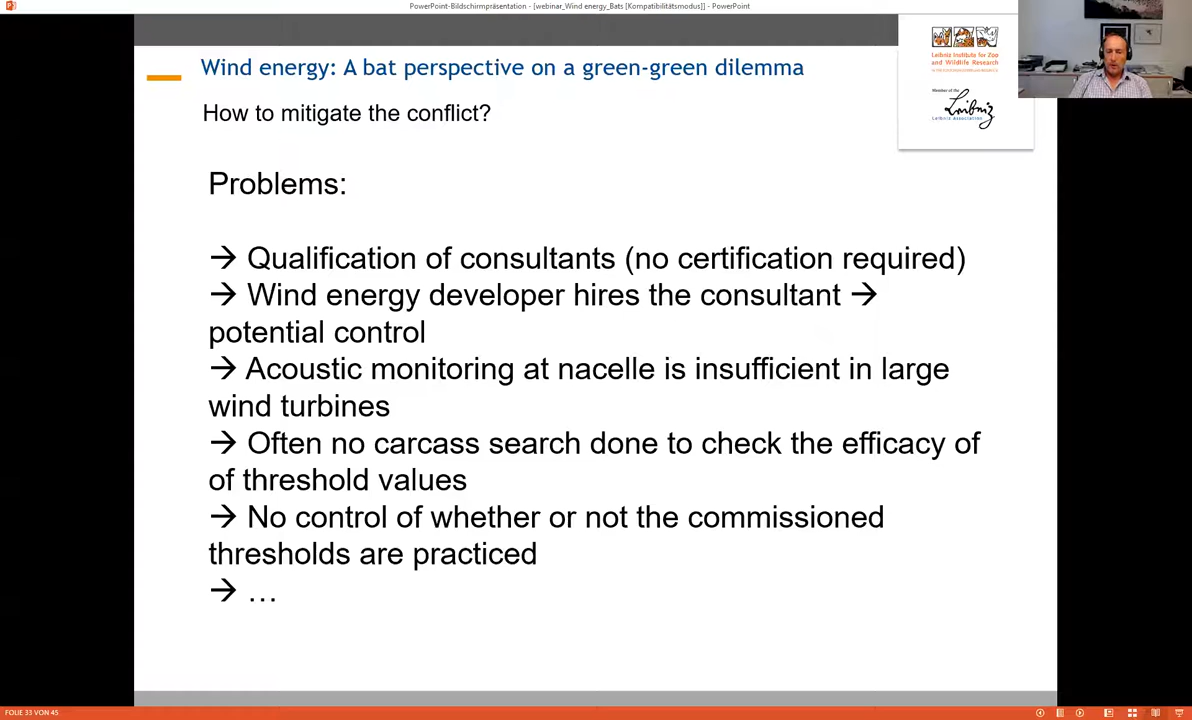 PowerPoint-Bildschirmpräsentation - [webinar_Wind energy_Bats [Kompatibilitätsmodus]] - PowerPoint
Wind energy: A bat perspective on a green-green dilemma
Leibniz Institute for Zoo
and Wildlife Research
Member of the
Leibniz
Leibniz Association
How to mitigate the conflict?
Problems:
→ Qualification of consultants (no certification required)
→ Wind energy developer hires the consultant →
potential control
→ Acoustic monitoring at nacelle is insufficient in large
wind turbines
→ Often no carcass search done to check the efficacy of
of threshold values
→ No control of whether or not the commissioned
thresholds are practiced
→ …
FOLIE 33 VON 45